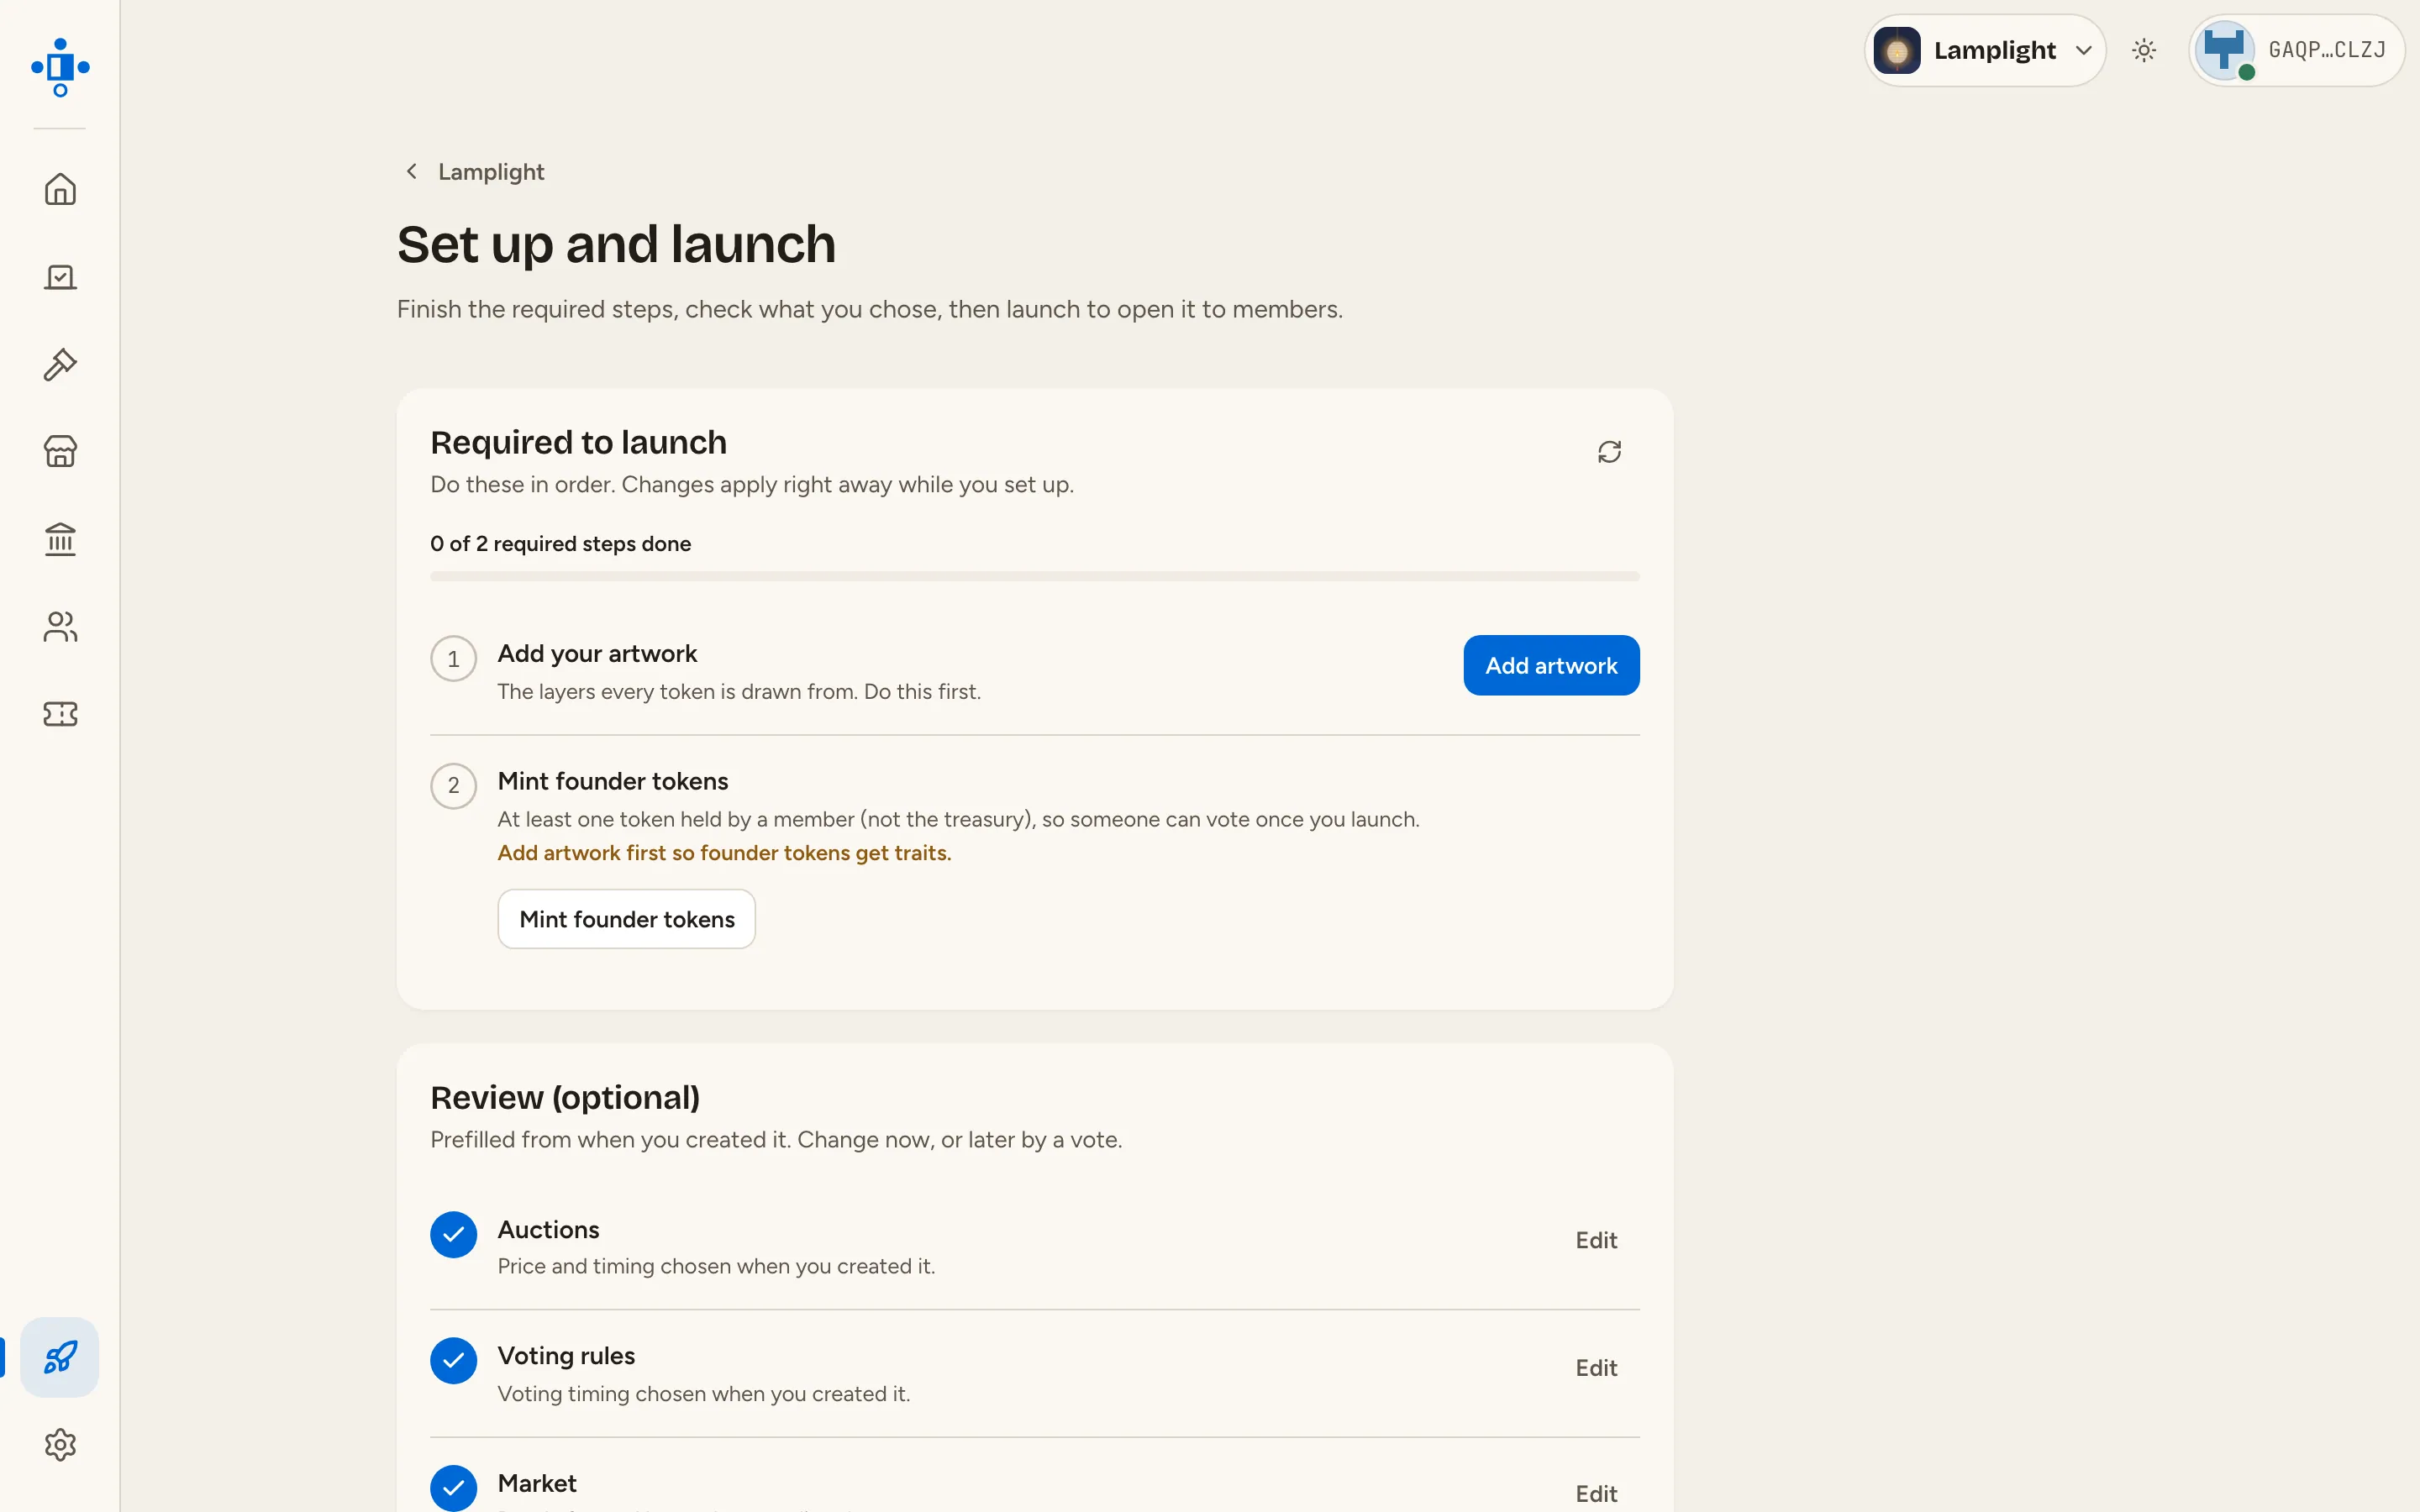 Lamplight
GAQP…CLZJ
Lamplight
Set up and launch
Finish the required steps, check what you chose, then launch to open it to members.
Required to launch
Do these in order. Changes apply right away while you set up.
0 of 2 required steps done
1
Add your artwork
The layers every token is drawn from. Do this first.
Add artwork
2
Mint founder tokens
At least one token held by a member (not the treasury), so someone can vote once you launch.
Add artwork first so founder tokens get traits.
Mint founder tokens
Review (optional)
Prefilled from when you created it. Change now, or later by a vote.
Auctions
Price and timing chosen when you created it.
Edit
Voting rules
Voting timing chosen when you created it.
Edit
Market
Edit